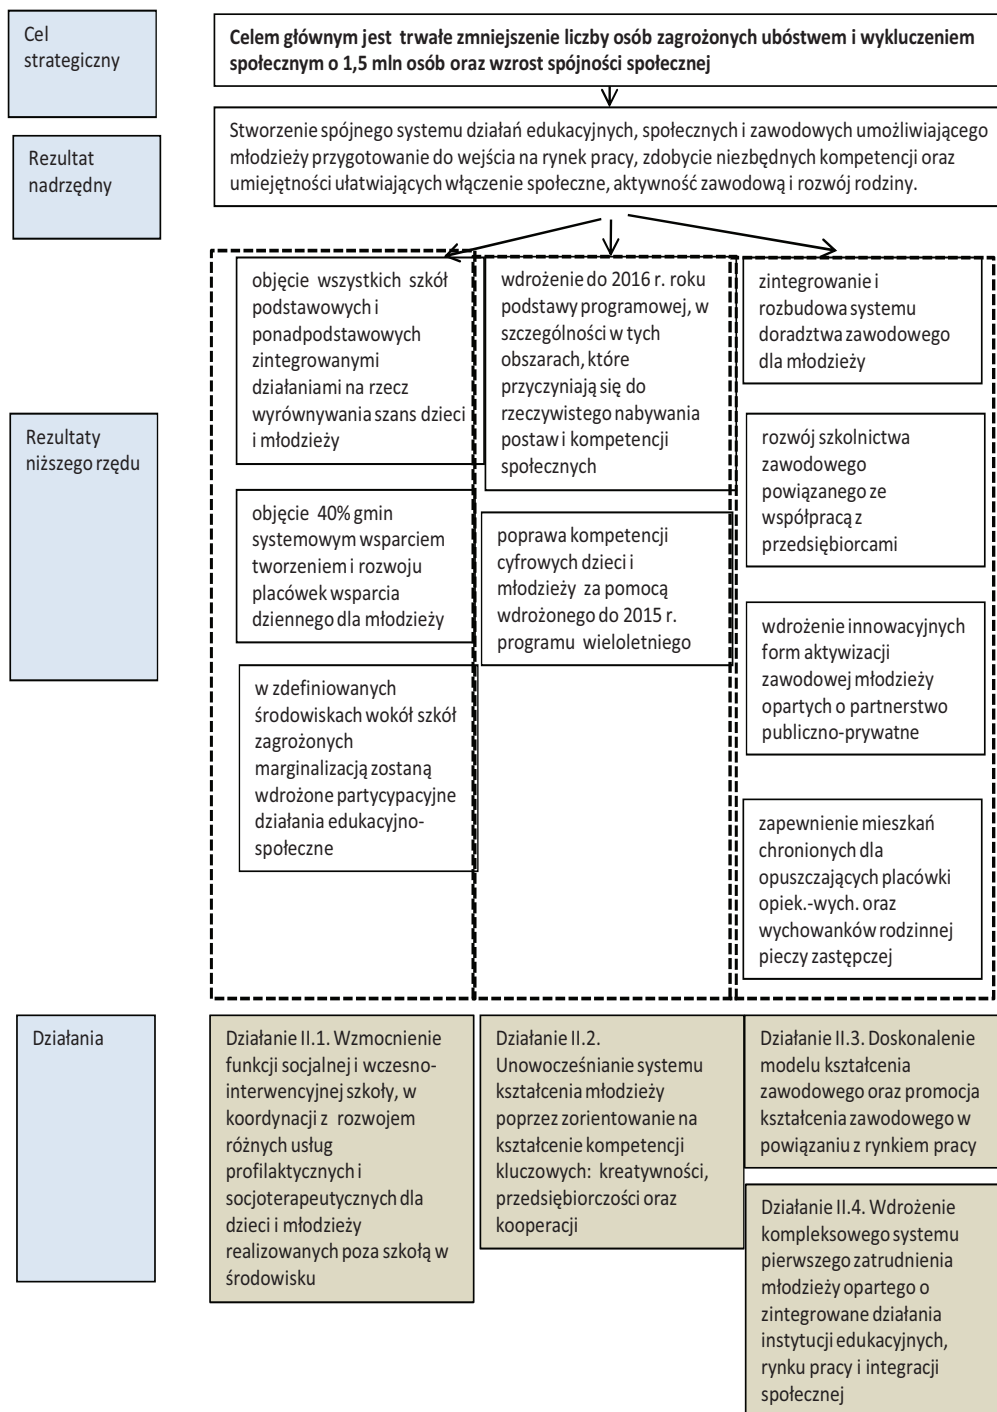 Cel
strategiczny
Celem głównym jest trwałe zmniejszenie liczby osób zagrożonych ubóstwem i wykluczeniem
społecznym o 1,5 mln osób oraz wzrost spójności społecznej
Rezultat
nadrzędny
Stworzenie spójnego systemu działań edukacyjnych, społecznych i zawodowych umożliwiającego
młodzieży przygotowanie do wejścia na rynek pracy, zdobycie niezbędnych kompetencji oraz
umiejętności ułatwiających włączenie społeczne, aktywność zawodową i rozwój rodziny.
Rezultaty
niższego rzędu
objęcie wszystkich szkół
podstawowych i
ponadpodstawowych
zintegrowanymi
działaniami na rzecz
wyrównywania szans dzieci
i młodzieży
objęcie 40% gmin
systemowym wsparciem
tworzeniem i rozwoju
placówek wsparcia
dziennego dla młodzieży
w zdefiniowanych
środowiskach wokół szkół
zagrożonych
marginalizacją zostaną
wdrożone partycypacyjne
działania edukacyjno-
społeczne
wdrożenie do 2016 r. roku
podstawy programowej, w
szczególności w tych
obszarach, które
przyczyniają się do
rzeczywistego nabywania
postaw i kompetencji
społecznych
poprawa kompetencji
cyfrowych dzieci i
młodzieży za pomocą
wdrożonego do 2015 r.
programu wieloletniego
zintegrowanie i
rozbudowa systemu
doradztwa zawodowego
dla młodzieży
rozwój szkolnictwa
zawodowego
powiązanego ze
współpracą z
przedsiębiorcami
wdrożenie innowacyjnych
form aktywizacji
zawodowej młodzieży
opartych o partnerstwo
publiczno-prywatne
zapewnienie mieszkań
chronionych dla
opuszczających placówki
opiek.-wych. oraz
wychowanków rodzinnej
pieczy zastępczej
Działania
Działanie II.1. Wzmocnienie
funkcji socjalnej i wczesno-
interwencyjnej szkoły, w
koordynacji z rozwojem
różnych usług
profilaktycznych i
socjoterapeutycznych dla
dzieci i młodzieży
realizowanych poza szkołą w
środowisku
Działanie II.2.
Unowocześnianie systemu
kształcenia młodzieży
poprzez zorientowanie na
kształcenie kompetencji
kluczowych: kreatywności,
przedsiębiorczości oraz
kooperacji
Działanie II.3. Doskonalenie
modelu kształcenia
zawodowego oraz promocja
kształcenia zawodowego w
powiązaniu z rynkiem pracy
Działanie II.4. Wdrożenie
kompleksowego systemu
pierwszego zatrudnienia
młodzieży opartego o
zintegrowane działania
instytucji edukacyjnych,
rynku pracy i integracji
społecznej